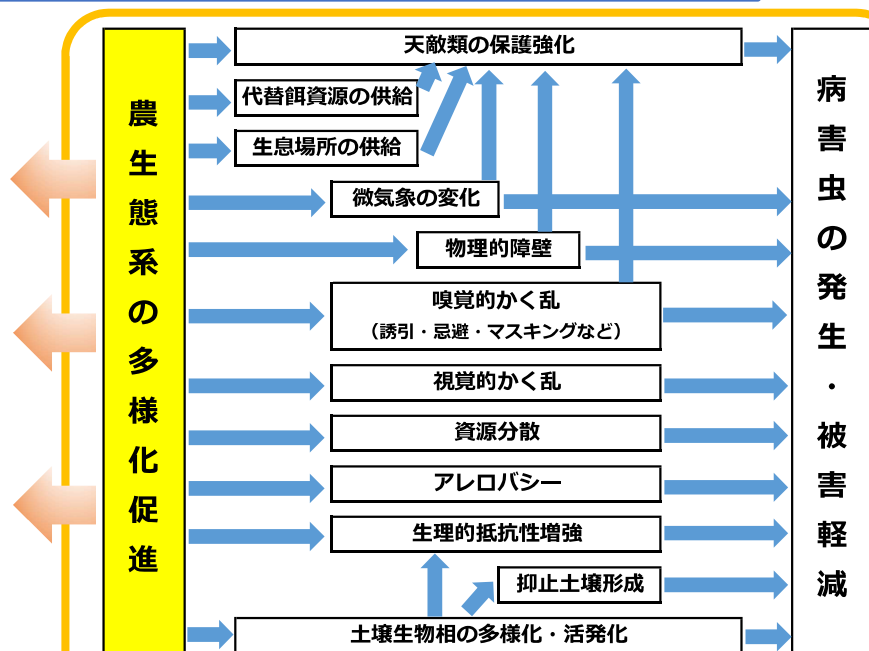 農生態系の多様化促進
天敵類の保護強化
代替餌資源の供給
生息場所の供給
微気象の変化
物理的障壁
嗅覚的かく乱
（誘引・忌避・マスキングなど）
視覚的かく乱
資源分散
アレロパシー
生理的抵抗性増強
抑止土壌形成
土壌生物相の多様化・活発化
病害虫の発生・被害軽減